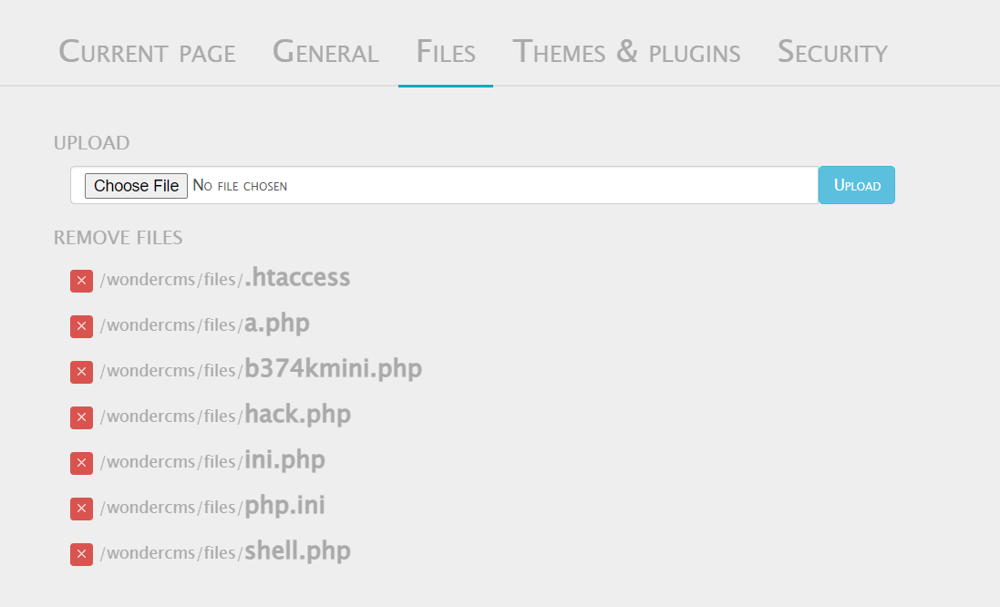 Current page General Files Themes & plugins Security
UPLOAD
Choose File No file chosen Upload
REMOVE FILES
× /wondercms/files/.htaccess
× /wondercms/files/a.php
× /wondercms/files/b374kmini.php
× /wondercms/files/hack.php
× /wondercms/files/ini.php
× /wondercms/files/php.ini
× /wondercms/files/shell.php